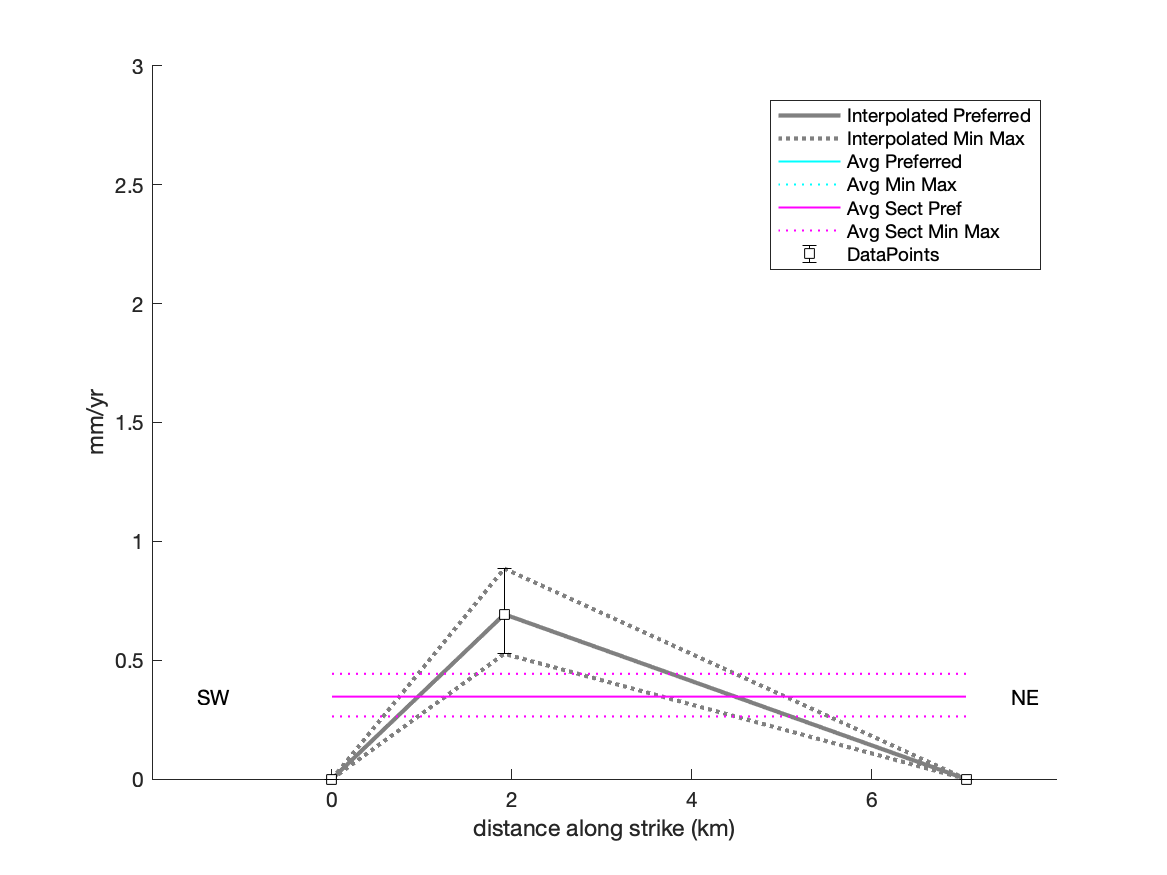 3
2.5
2
1.5
1
0.5
0
mm/yr
Interpolated Preferred
Interpolated Min Max
Avg Preferred
Avg Min Max
Avg Sect Pref
Avg Sect Min Max
DataPoints
SW
NE
0
2
4
6
distance along strike (km)